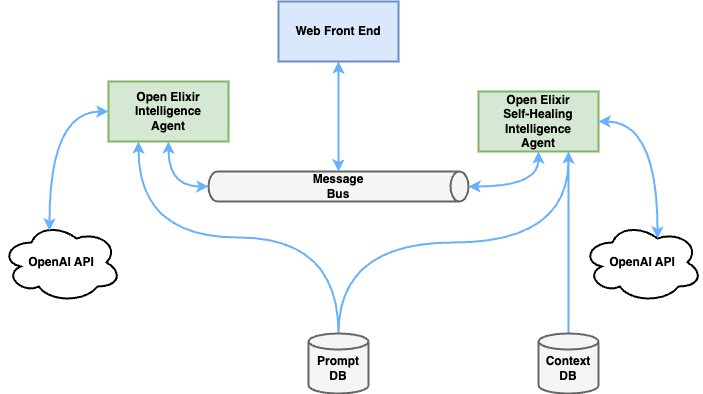 Web Front End
Open Elixir
Intelligence
Agent
Open Elixir
Self-Healing
Intelligence
Agent
Message
Bus
OpenAI API
OpenAI API
Prompt
DB
Context
DB